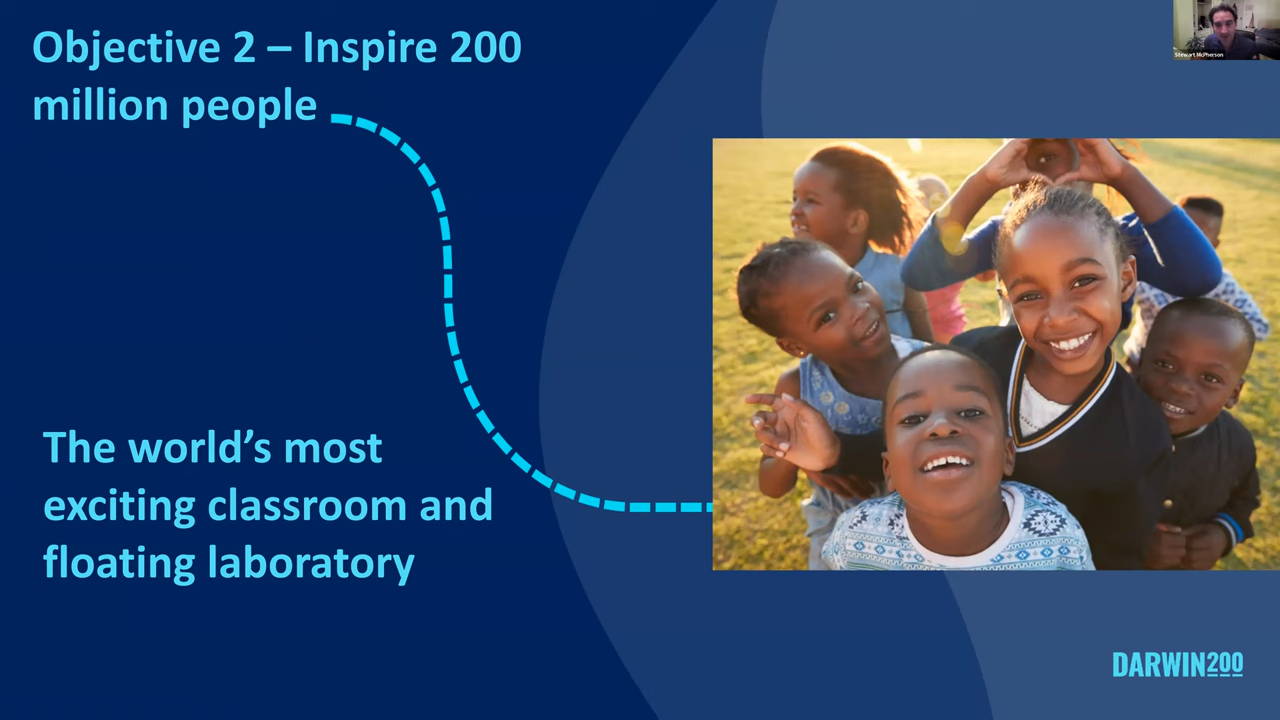 Objective 2 – Inspire 200
million people
Stewart McPherson
The world’s most
exciting classroom and
floating laboratory
DARWIN200